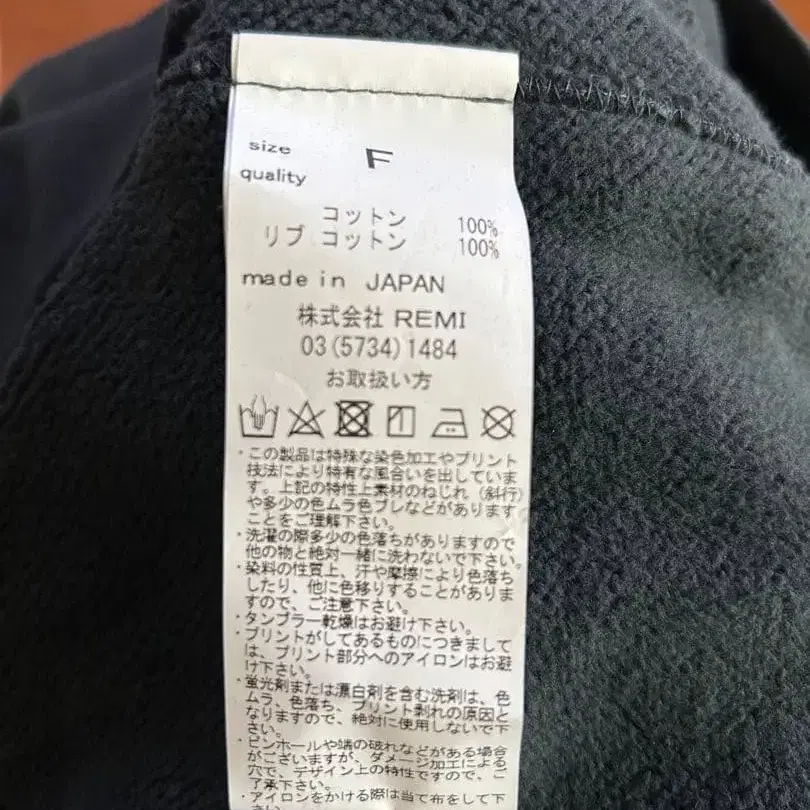 size F
quality
コットン 100%
リブ コットン 100%
made in JAPAN
株式会社 REMI
03(5734)1484
お取扱い方
・この製品は特殊な染色加工やプリント
技法により特有な風合いを出していま
す。上記の特性上素材のねじれ（斜行）
や多少の色ムラ色ブレなどがあります
ことをご理解下さい。
・洗濯の際多少の色落ちがありますので
他の物と絶対一緒に洗わないで下さい。
・染料の性質上、汗や摩擦により色落ち
したり、他に色移りすることがありま
すので、ご注意下さい。
・タンブラー乾燥はお避け下さい。
・プリントがしてあるものにつきまして
は、プリント部分へのアイロンはお避
け下さい。
・蛍光剤または漂白剤を含む洗剤は、色
ムラ、色落ち、プリント剥れの原因と
なりますので、絶対に使用しないで下
さい。
・ピンホールや端の破れなどがある場合
がございますが、ダメージ加工による
穴で、デザイン上の特性ですので、ご
了承下さい。
・アイロンをかける際は当て布をして下
さい。